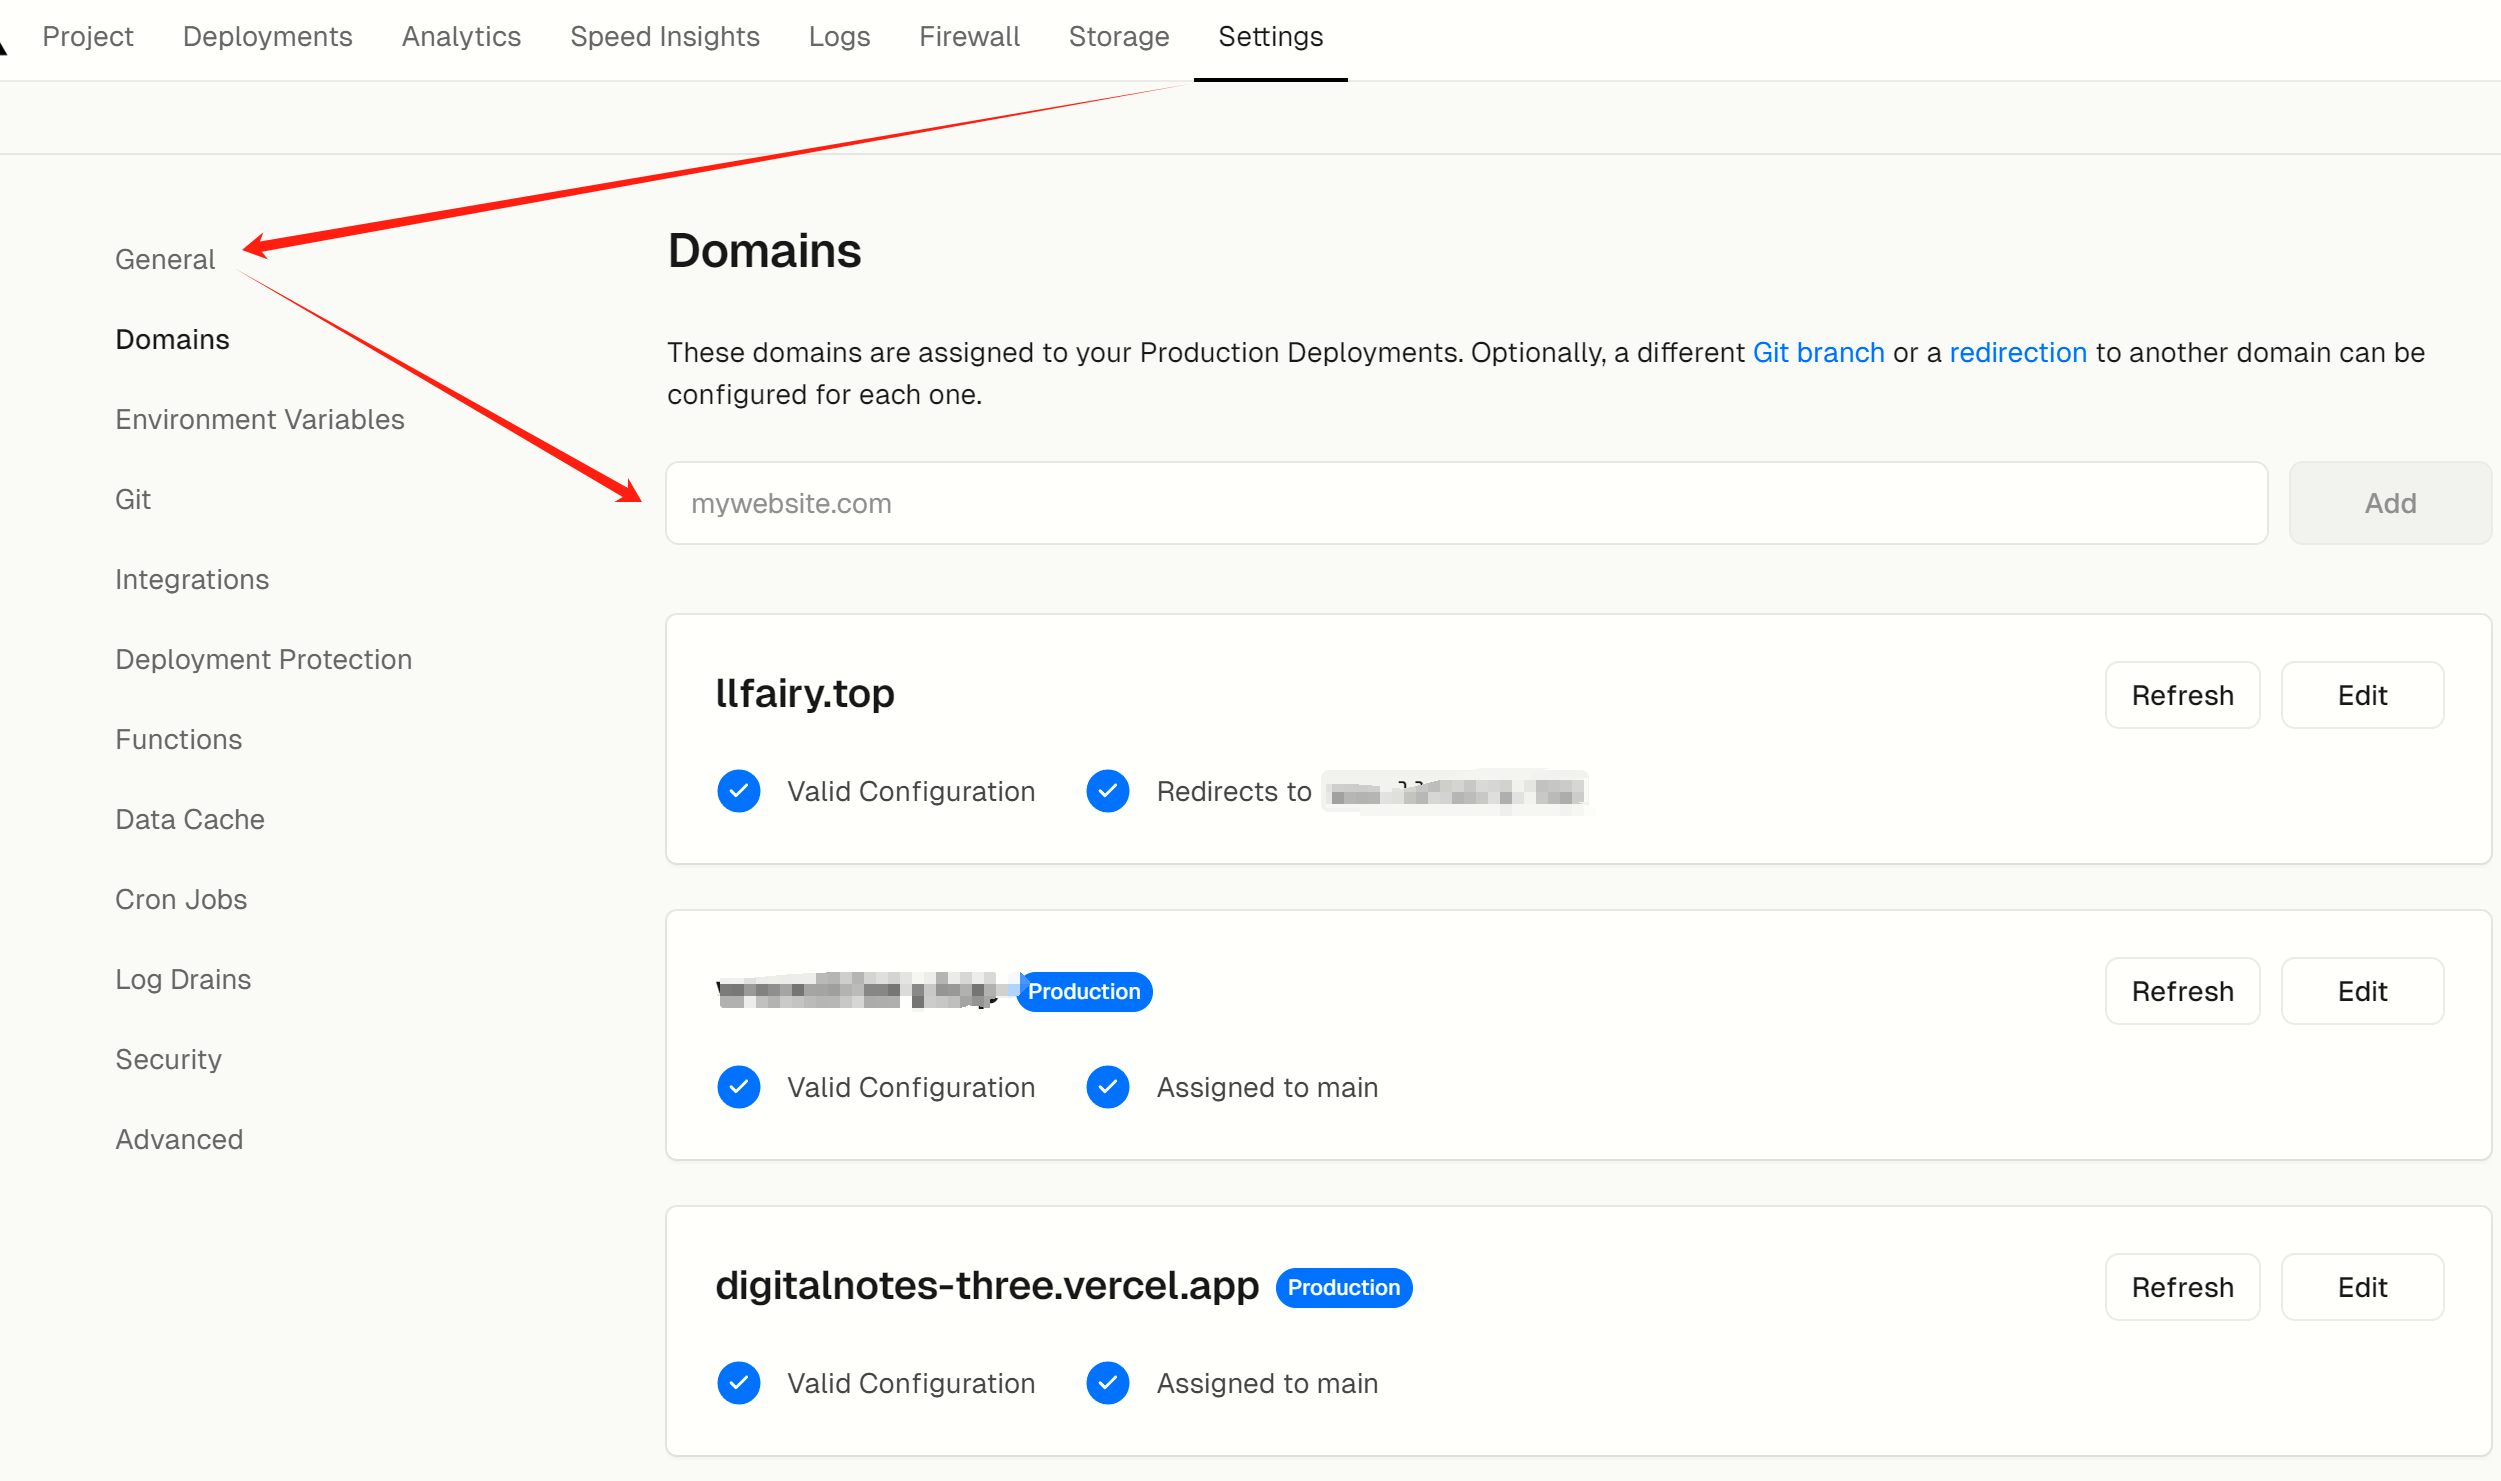 Project Deployments Analytics Speed Insights Logs Firewall Storage Settings
General
Domains
Environment Variables
Git
Integrations
Deployment Protection
Functions
Data Cache
Cron Jobs
Log Drains
Security
Advanced
Domains
These domains are assigned to your Production Deployments. Optionally, a different Git branch or a redirection to another domain can be
configured for each one.
mywebsite.com Add
llfairy.top Refresh Edit
Valid Configuration Redirects to
Production Refresh Edit
Valid Configuration Assigned to main
digitalnotes-three.vercel.app Production Refresh Edit
Valid Configuration Assigned to main